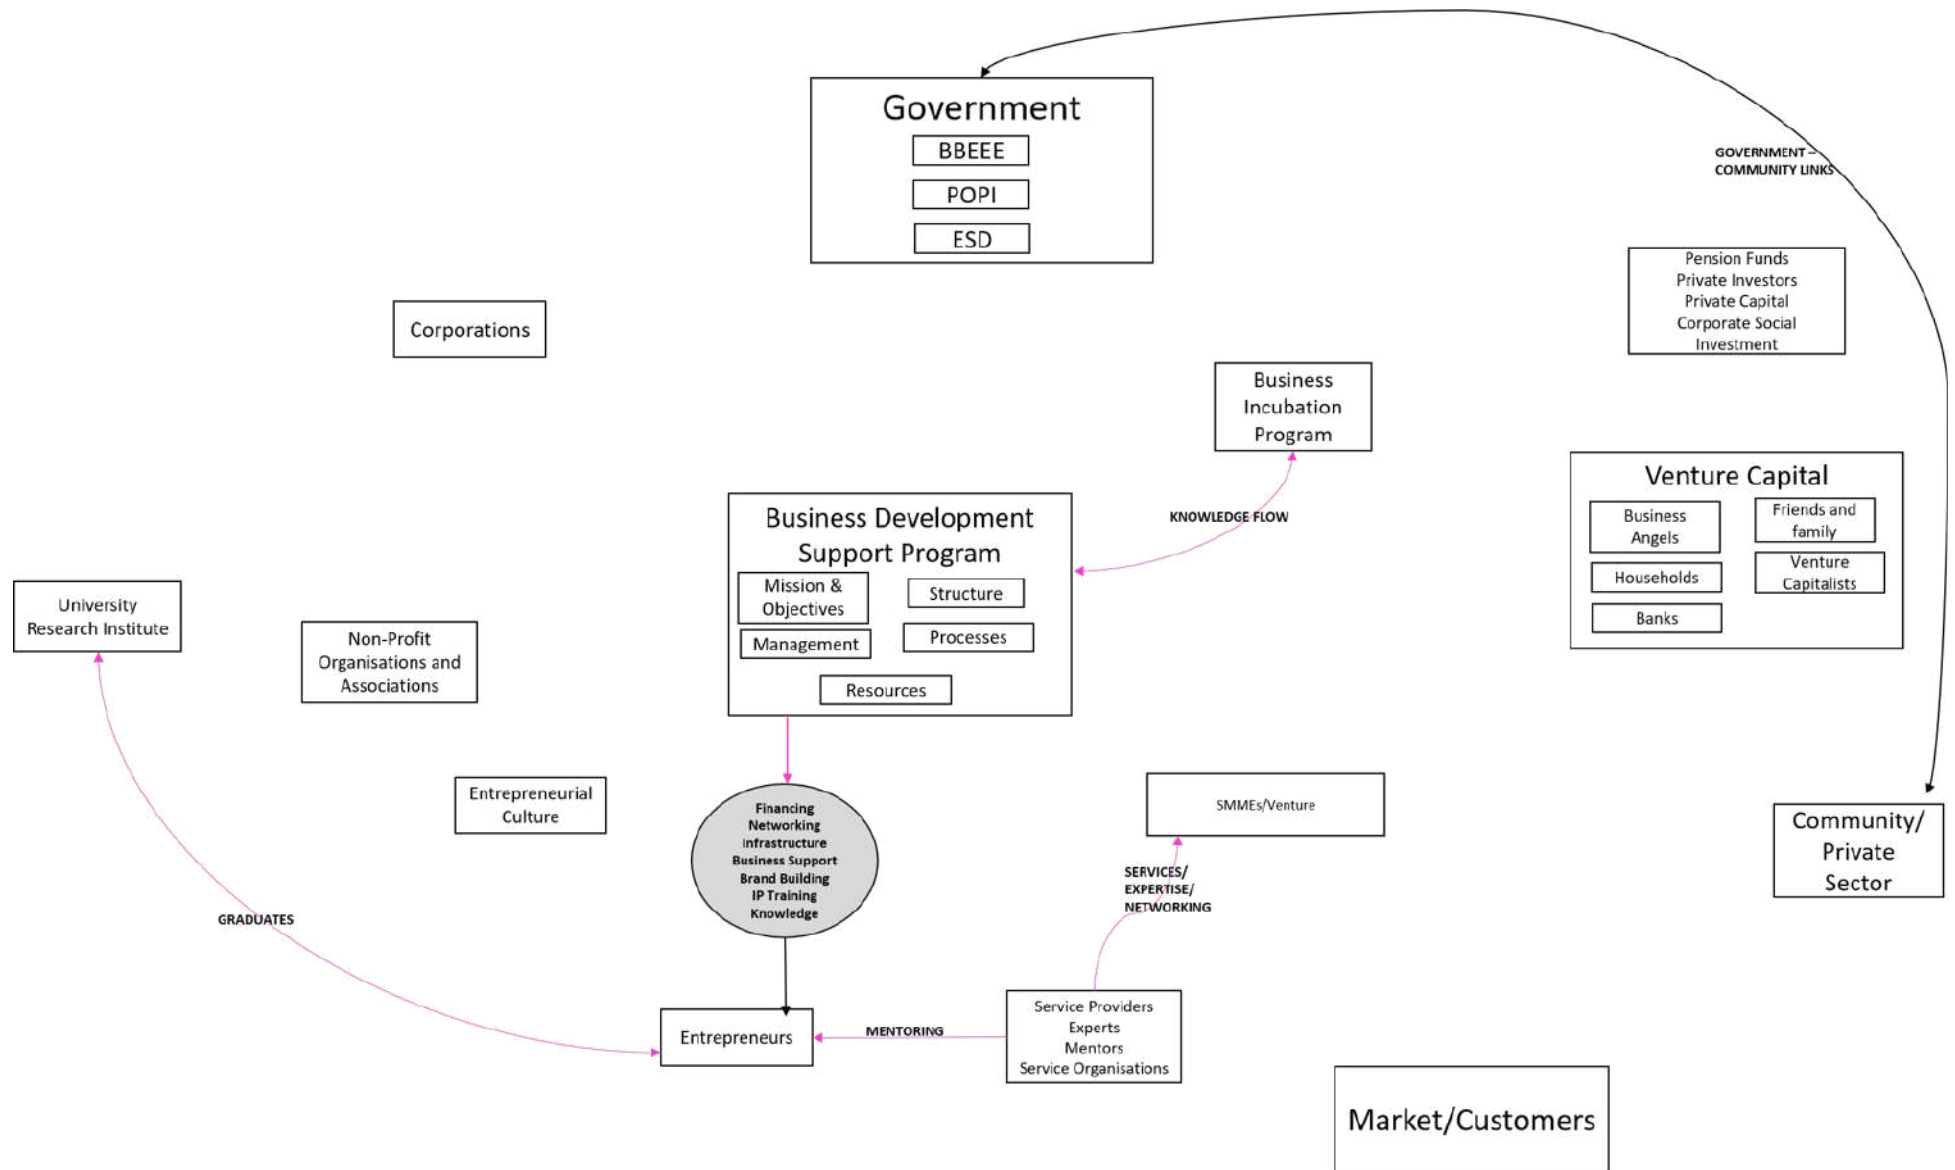 Government
BBEEE
POPI
ESD
GOVERNMENT –
COMMUNITY LINKS
Pension Funds
Private Investors
Private Capital
Corporate Social
Investment
Corporations
Business
Incubation
Program
Venture Capital
Business
Angels
Friends and
family
Households
Venture
Capitalists
Banks
KNOWLEDGE FLOW
Business Development
Support Program
Mission &
Objectives
Structure
Management
Processes
Resources
University
Research Institute
Non-Profit
Organisations and
Associations
Entrepreneurial
Culture
Financing
Networking
Infrastructure
Business Support
Brand Building
IP Training
Knowledge
SMMEs/Venture
Community/
Private
Sector
SERVICES/
EXPERTISE/
NETWORKING
GRADUATES
Entrepreneurs
MENTORING
Service Providers
Experts
Mentors
Service Organisations
Market/Customers